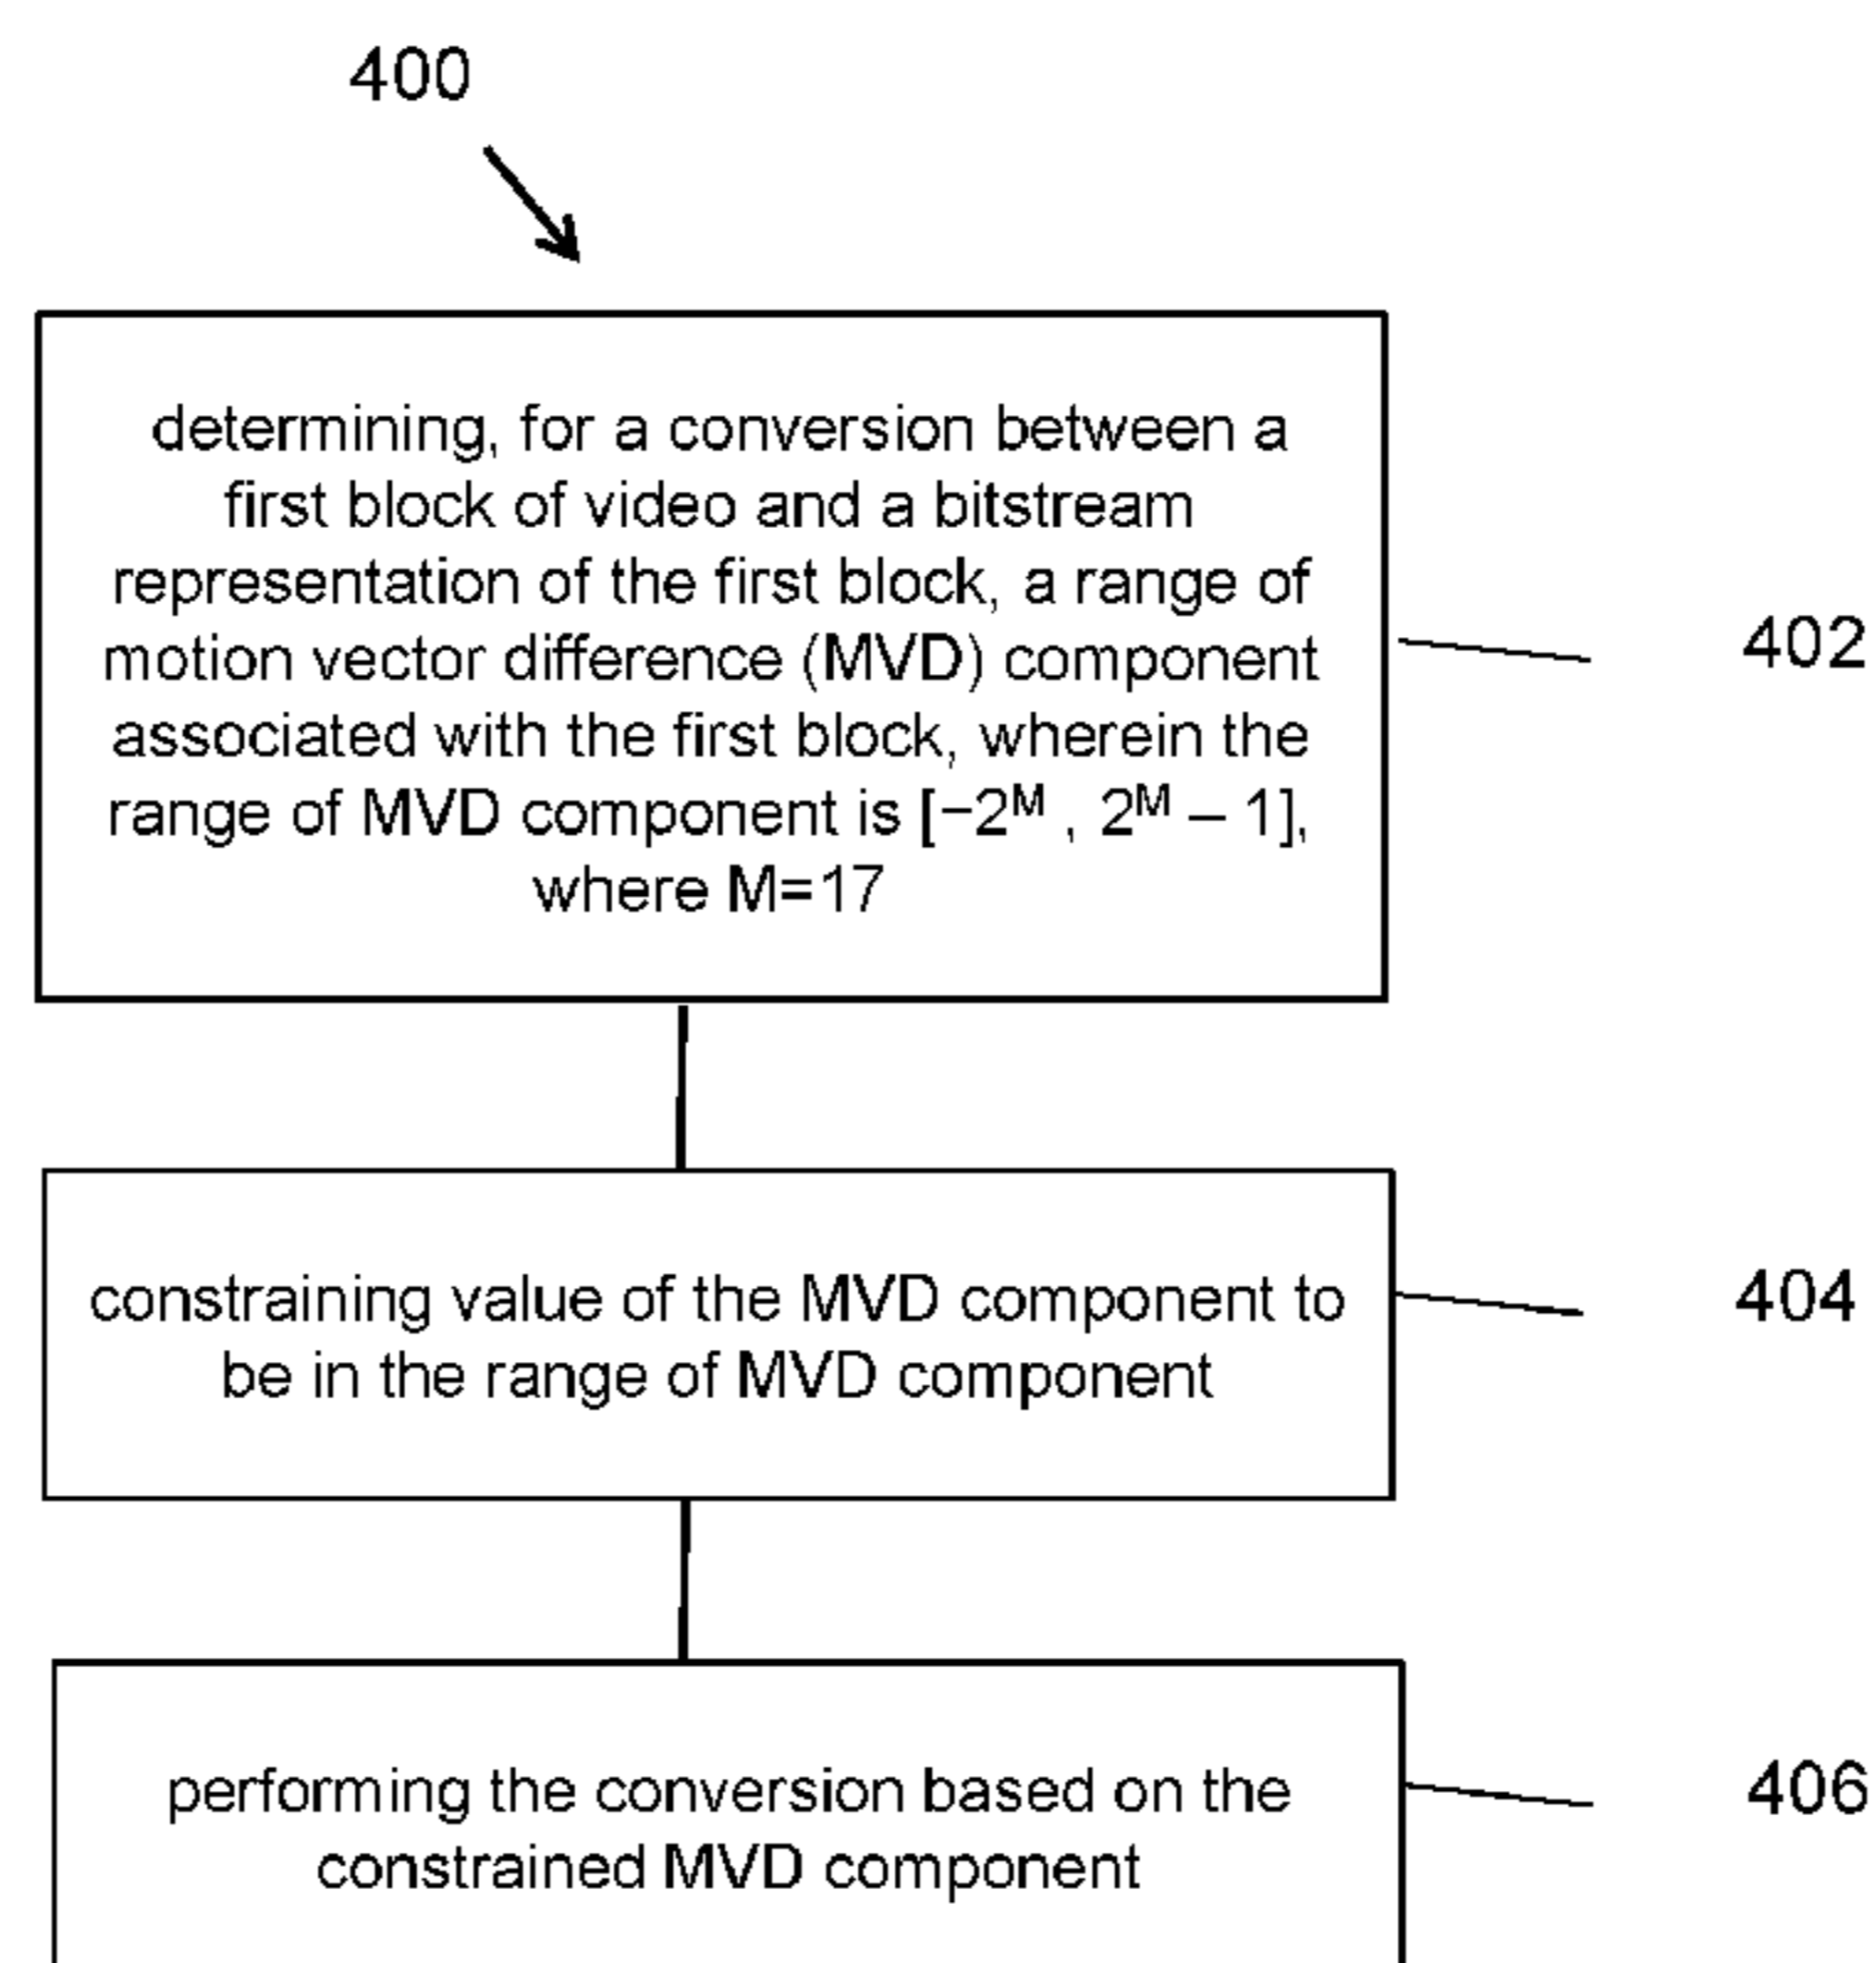 400
determining, for a conversion between a
first block of video and a bitstream
representation of the first block, a range of
motion vector difference (MVD) component
associated with the first block, wherein the
range of MVD component is [−2ᴹ , 2ᴹ – 1],
where M=17
402
constraining value of the MVD component to
be in the range of MVD component
404
performing the conversion based on the
constrained MVD component
406